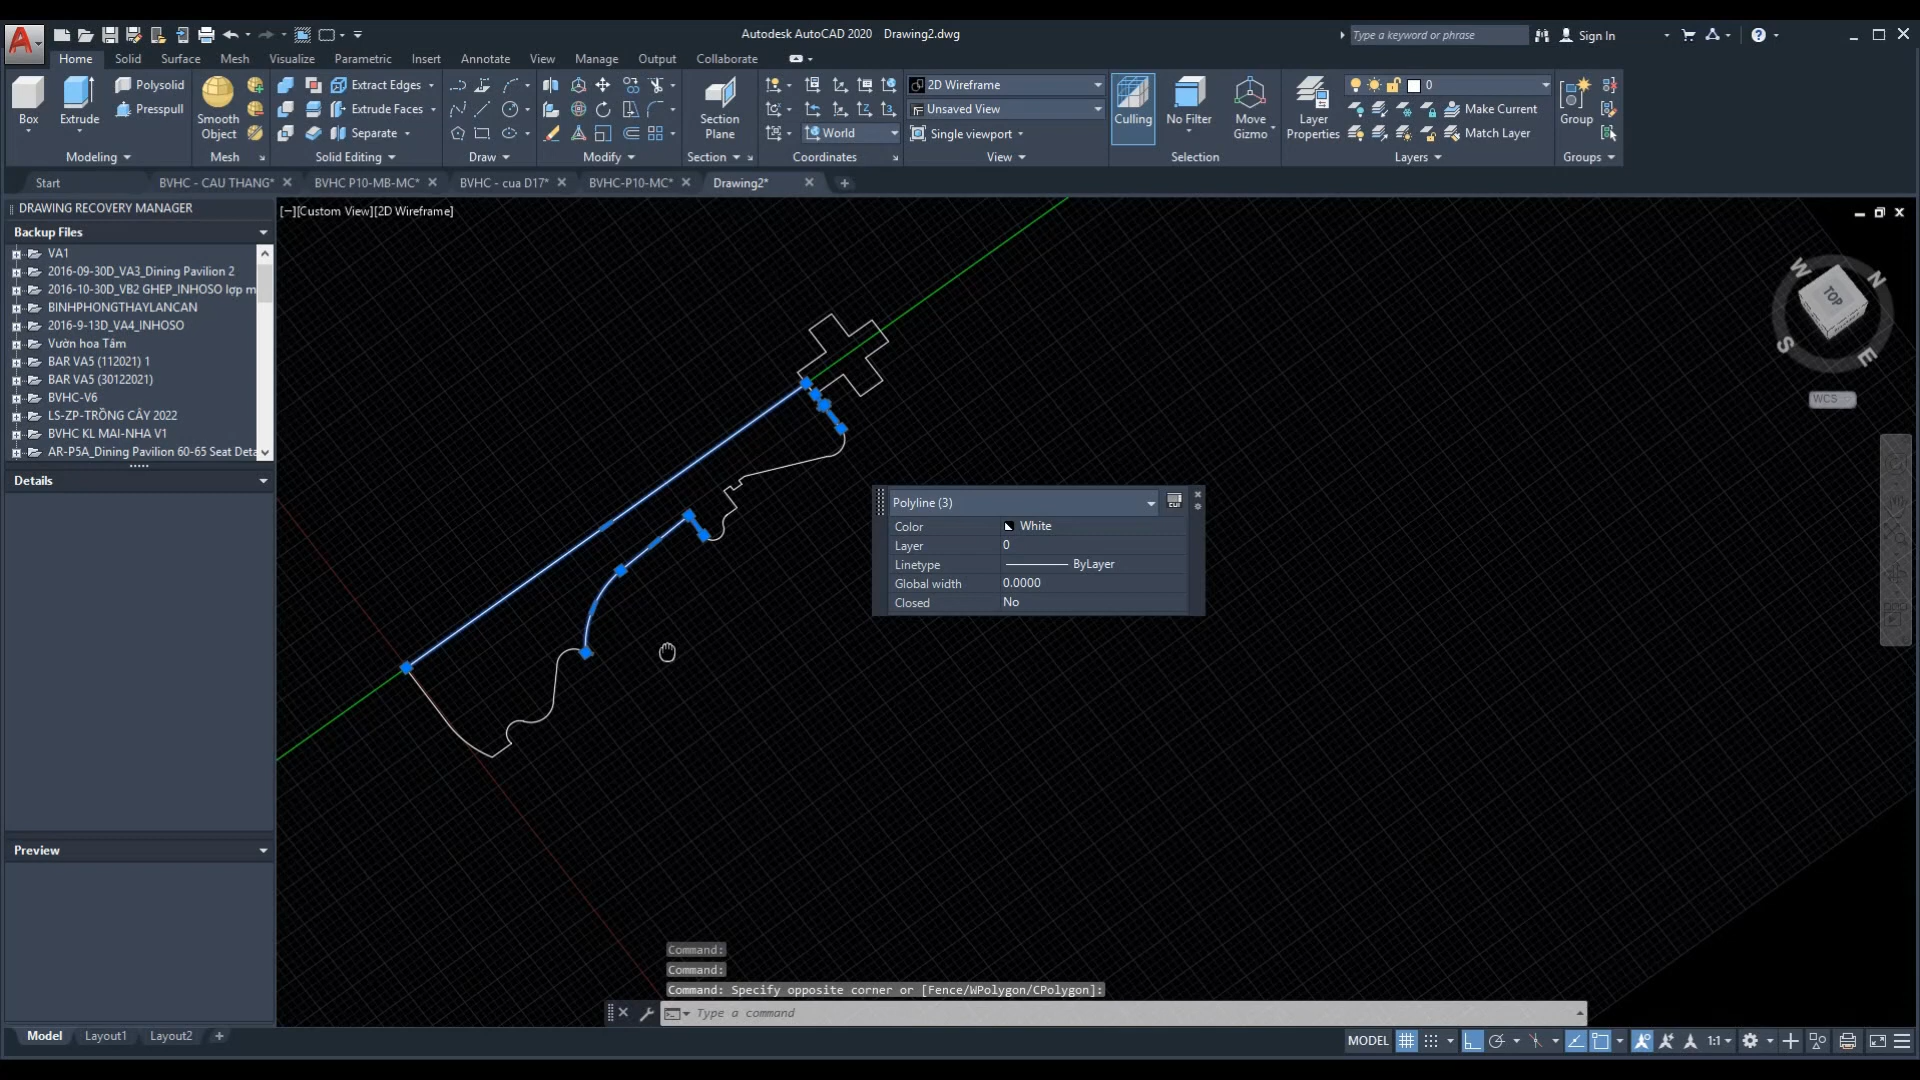 Autodesk AutoCAD 2020 Drawing2.dwg
Type a keyword or phrase
Sign In
Home Solid Surface Mesh Visualize Parametric Insert Annotate View Manage Output Collaborate
Box
Extrude
Polysolid
Presspull
Modeling
Smooth Object
Mesh
Extract Edges
Extrude Faces
Separate
Solid Editing
Draw
Modify
Section Plane
Section
World
Coordinates
2D Wireframe
Unsaved View
Single viewport
View
Culling
No Filter
Move Gizmo
Selection
Layer Properties
0
Make Current
Match Layer
Layers
Group
Groups
Start BVHC - CAU THANG* BVHC P10-MB-MC* BVHC - cua D17* BVHC-P10-MC* Drawing2*
DRAWING RECOVERY MANAGER
Backup Files
VA1
2016-09-30D_VA3_Dining Pavilion 2
2016-10-30D_VB2 GHEP_INHOSO lợp m
BINHPHONGTHAYLANCAN
2016-9-13D_VA4_INHOSO
Vườn hoa Tâm
BAR VA5 (112021) 1
BAR VA5 (30122021)
BVHC-V6
LS-ZP-TRỒNG CÂY 2022
BVHC KL MAI-NHA V1
AR-P5A_Dining Pavilion 60-65 Seat Deta
Details
Preview
[−][Custom View][2D Wireframe]
TOP
W
N
S
E
WCS
Polyline (3)
Color White
Layer 0
Linetype ByLayer
Global width 0.0000
Closed No
Command:
Command:
Command: Specify opposite corner or [Fence/WPolygon/CPolygon]:
Type a command
Model Layout1 Layout2
MODEL
1:1